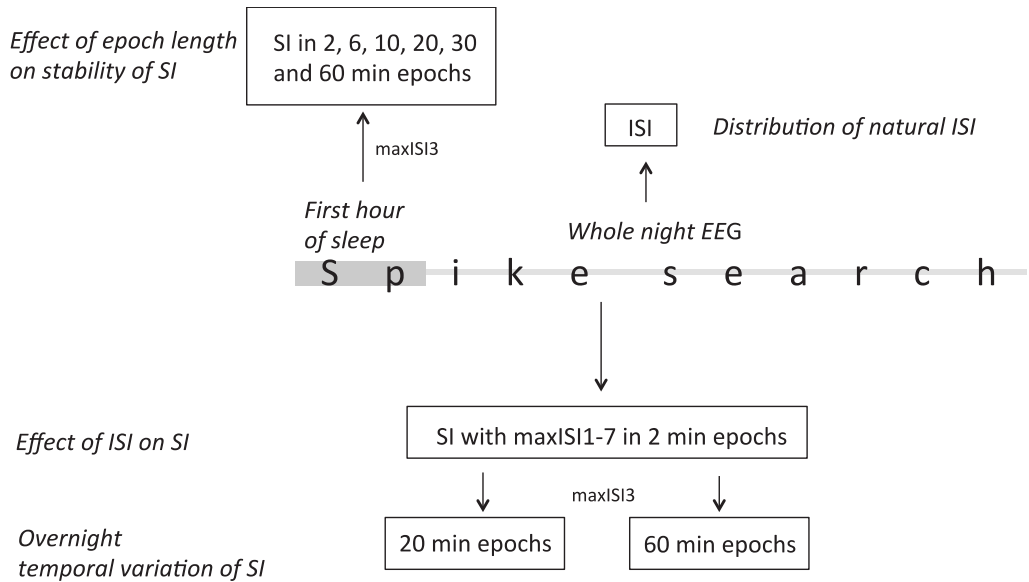 Effect of epoch length
on stability of SI
SI in 2, 6, 10, 20, 30
and 60 min epochs
maxISI3
ISI
Distribution of natural ISI
First hour
of sleep
Whole night EEG
Spike search
Effect of ISI on SI
SI with maxISI1-7 in 2 min epochs
maxISI3
Overnight
temporal variation of SI
20 min epochs
60 min epochs